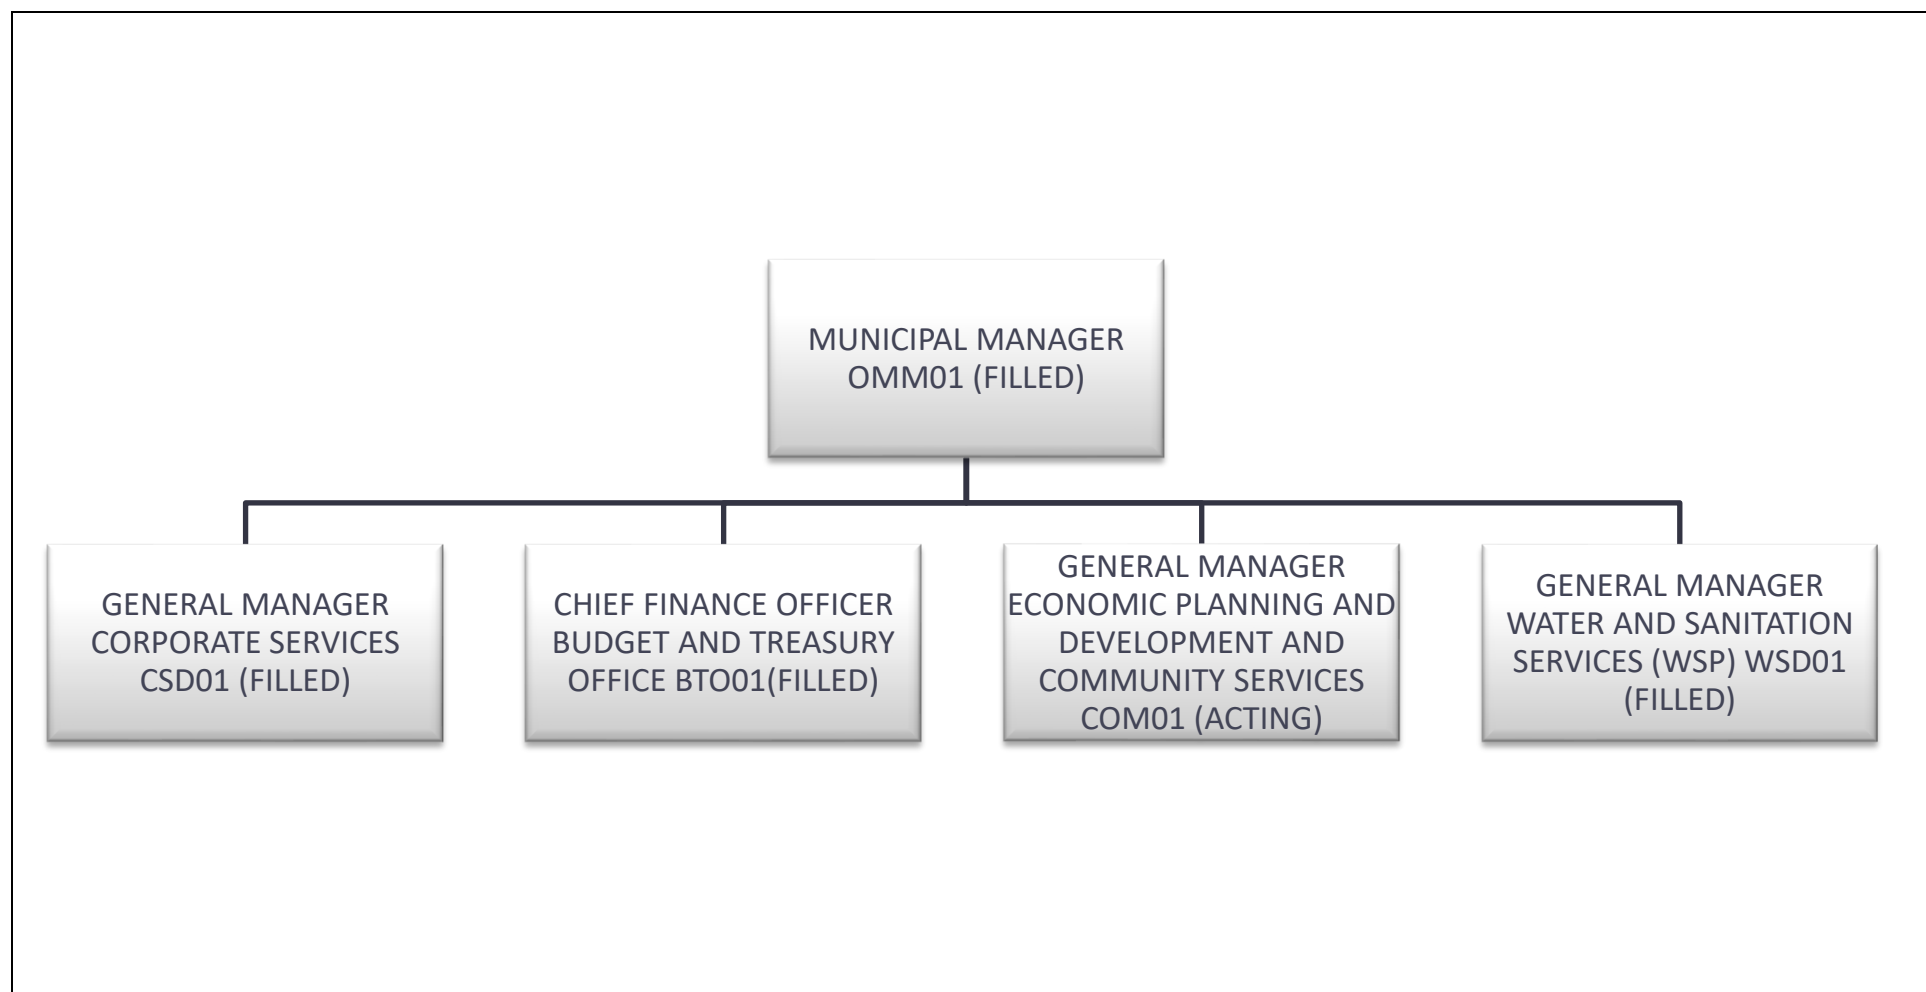 MUNICIPAL MANAGER
OMM01 (FILLED)
GENERAL MANAGER
CORPORATE SERVICES
CSD01 (FILLED)
CHIEF FINANCE OFFICER
BUDGET AND TREASURY
OFFICE BTO01(FILLED)
GENERAL MANAGER
ECONOMIC PLANNING AND
DEVELOPMENT AND
COMMUNITY SERVICES
COM01 (ACTING)
GENERAL MANAGER
WATER AND SANITATION
SERVICES (WSP) WSD01
(FILLED)